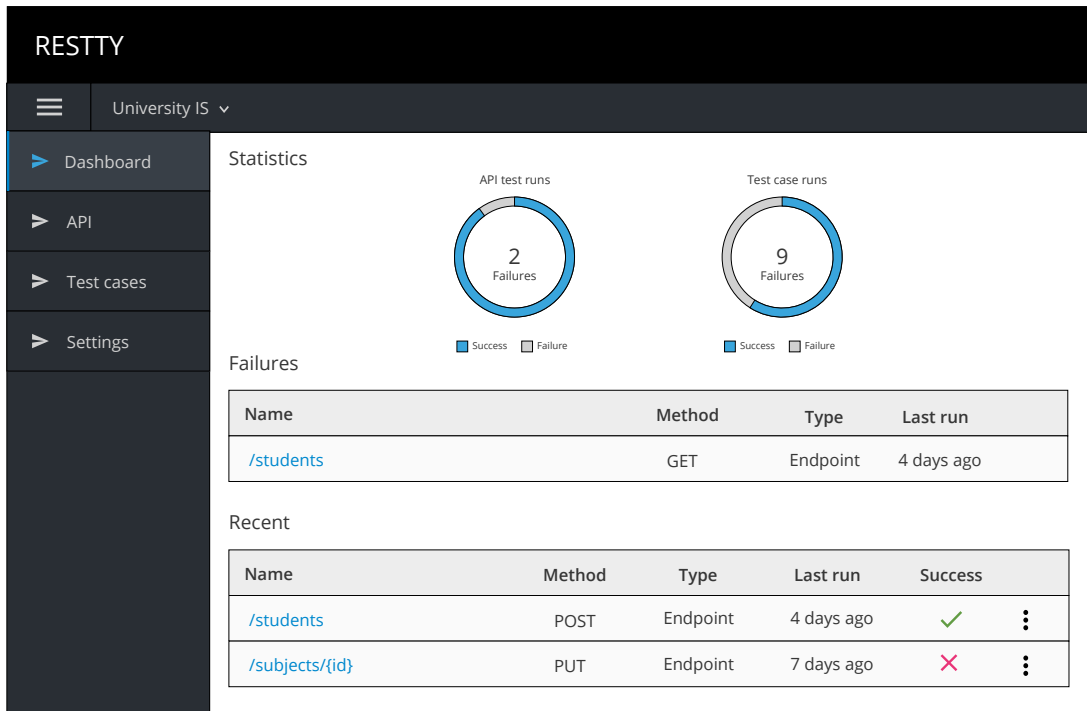 RESTTY
University IS
Dashboard
API
Test cases
Settings
Statistics
API test runs
2
Failures
Success Failure
Test case runs
9
Failures
Success Failure
Failures
Name Method Type Last run
/students GET Endpoint 4 days ago
Recent
Name Method Type Last run Success
/students POST Endpoint 4 days ago
/subjects/{id} PUT Endpoint 7 days ago